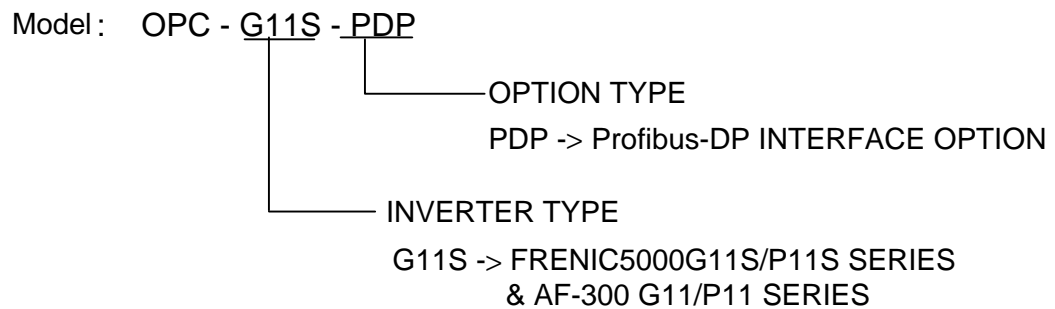 Model : OPC - G11S - PDP
OPTION TYPE
PDP -> Profibus-DP INTERFACE OPTION
INVERTER TYPE
G11S -> FRENIC5000G11S/P11S SERIES
& AF-300 G11/P11 SERIES